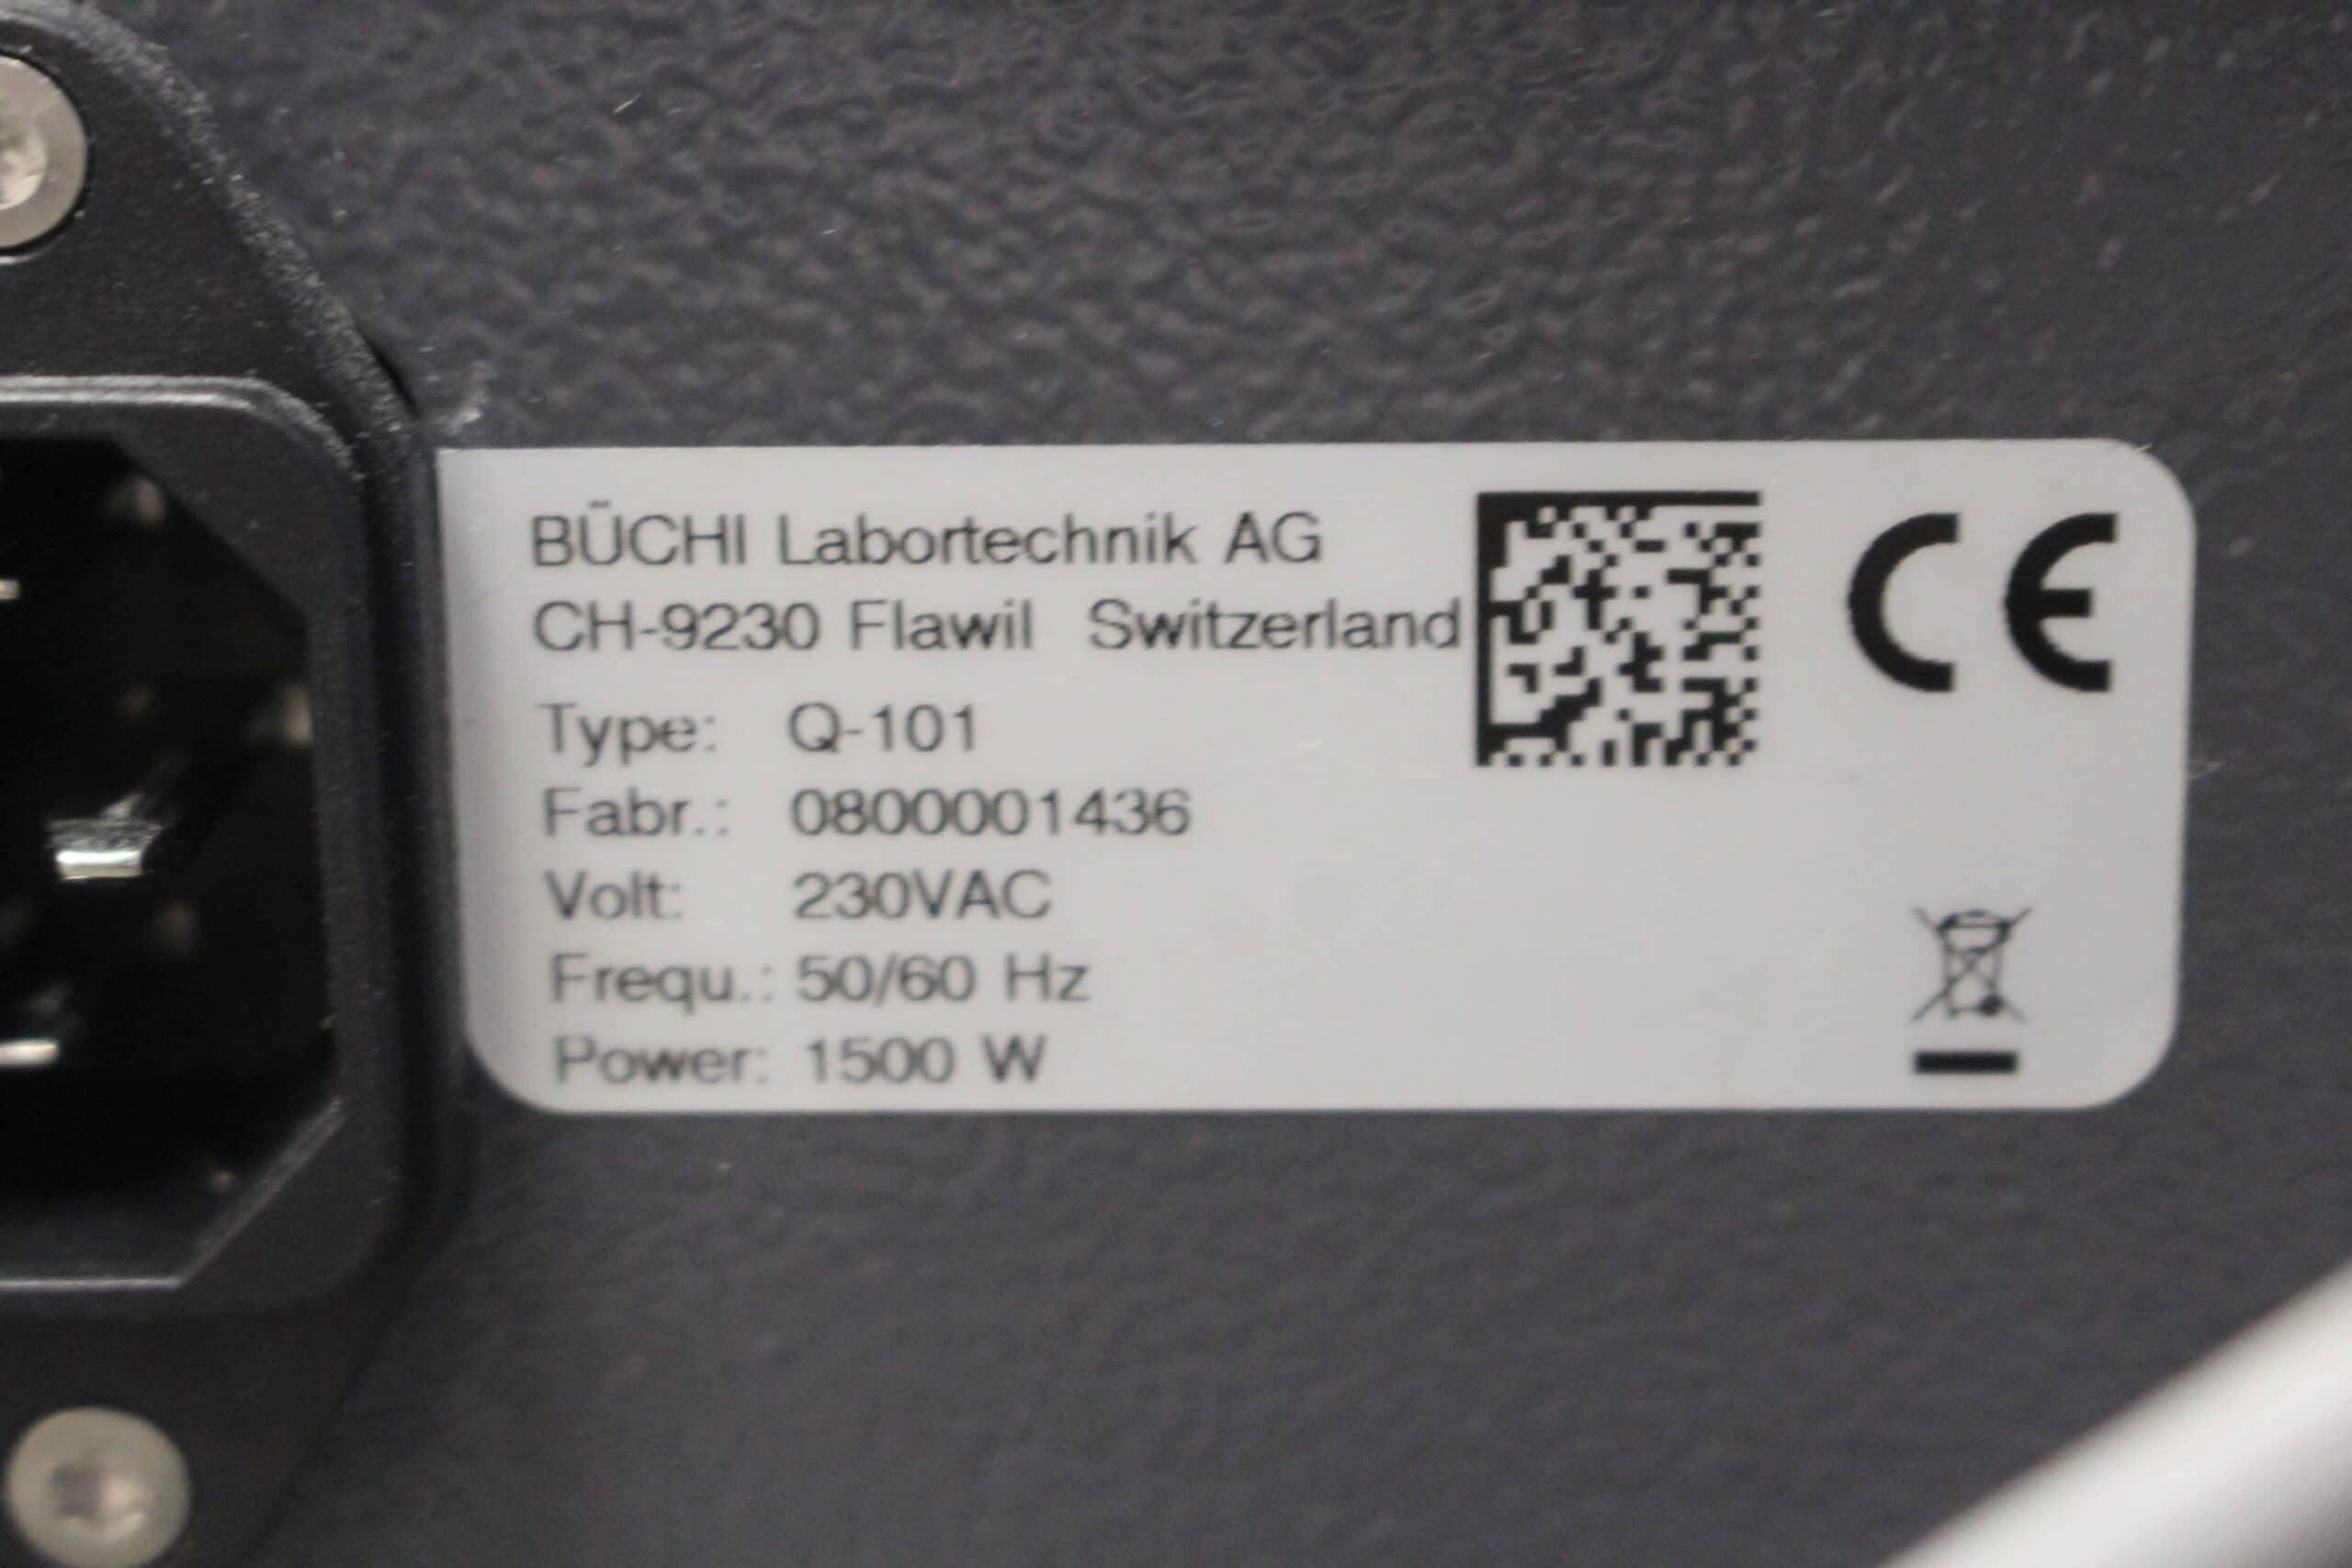 BÜCHI Labortechnik AG
CH-9230 Flawil Switzerland
Type: Q-101
Fabr.: 0800001436
Volt: 230VAC
Frequ.: 50/60 Hz
Power: 1500 W
CE